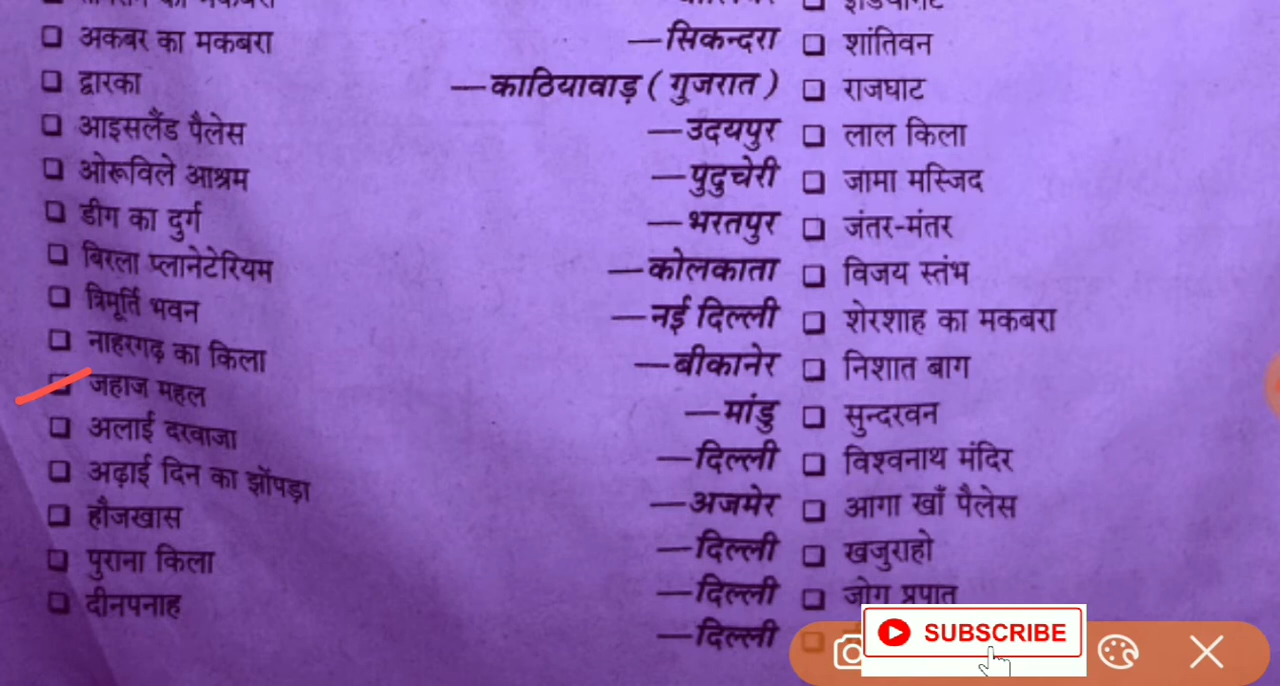 तानसेन का मकबरा
अकबर का मकबरा —सिकन्दरा
द्वारका —काठियावाड़ ( गुजरात )
आइसलैंड पैलेस —उदयपुर
ओरूविले आश्रम —पुदुचेरी
डीग का दुर्ग —भरतपुर
बिरला प्लानेटेरियम —कोलकाता
त्रिमूर्ति भवन —नई दिल्ली
नाहरगढ़ का किला —बीकानेर
जहाज महल —मांडु
अलाई दरवाजा —दिल्ली
अढ़ाई दिन का झोंपड़ा —अजमेर
हौजखास —दिल्ली
पुराना किला —दिल्ली
दीनपनाह —दिल्ली
शांतिवन
राजघाट
लाल किला
जामा मस्जिद
जंतर-मंतर
विजय स्तंभ
शेरशाह का मकबरा
निशात बाग
सुन्दरवन
विश्वनाथ मंदिर
आगा खाँ पैलेस
खजुराहो
जोग प्रपात
SUBSCRIBE